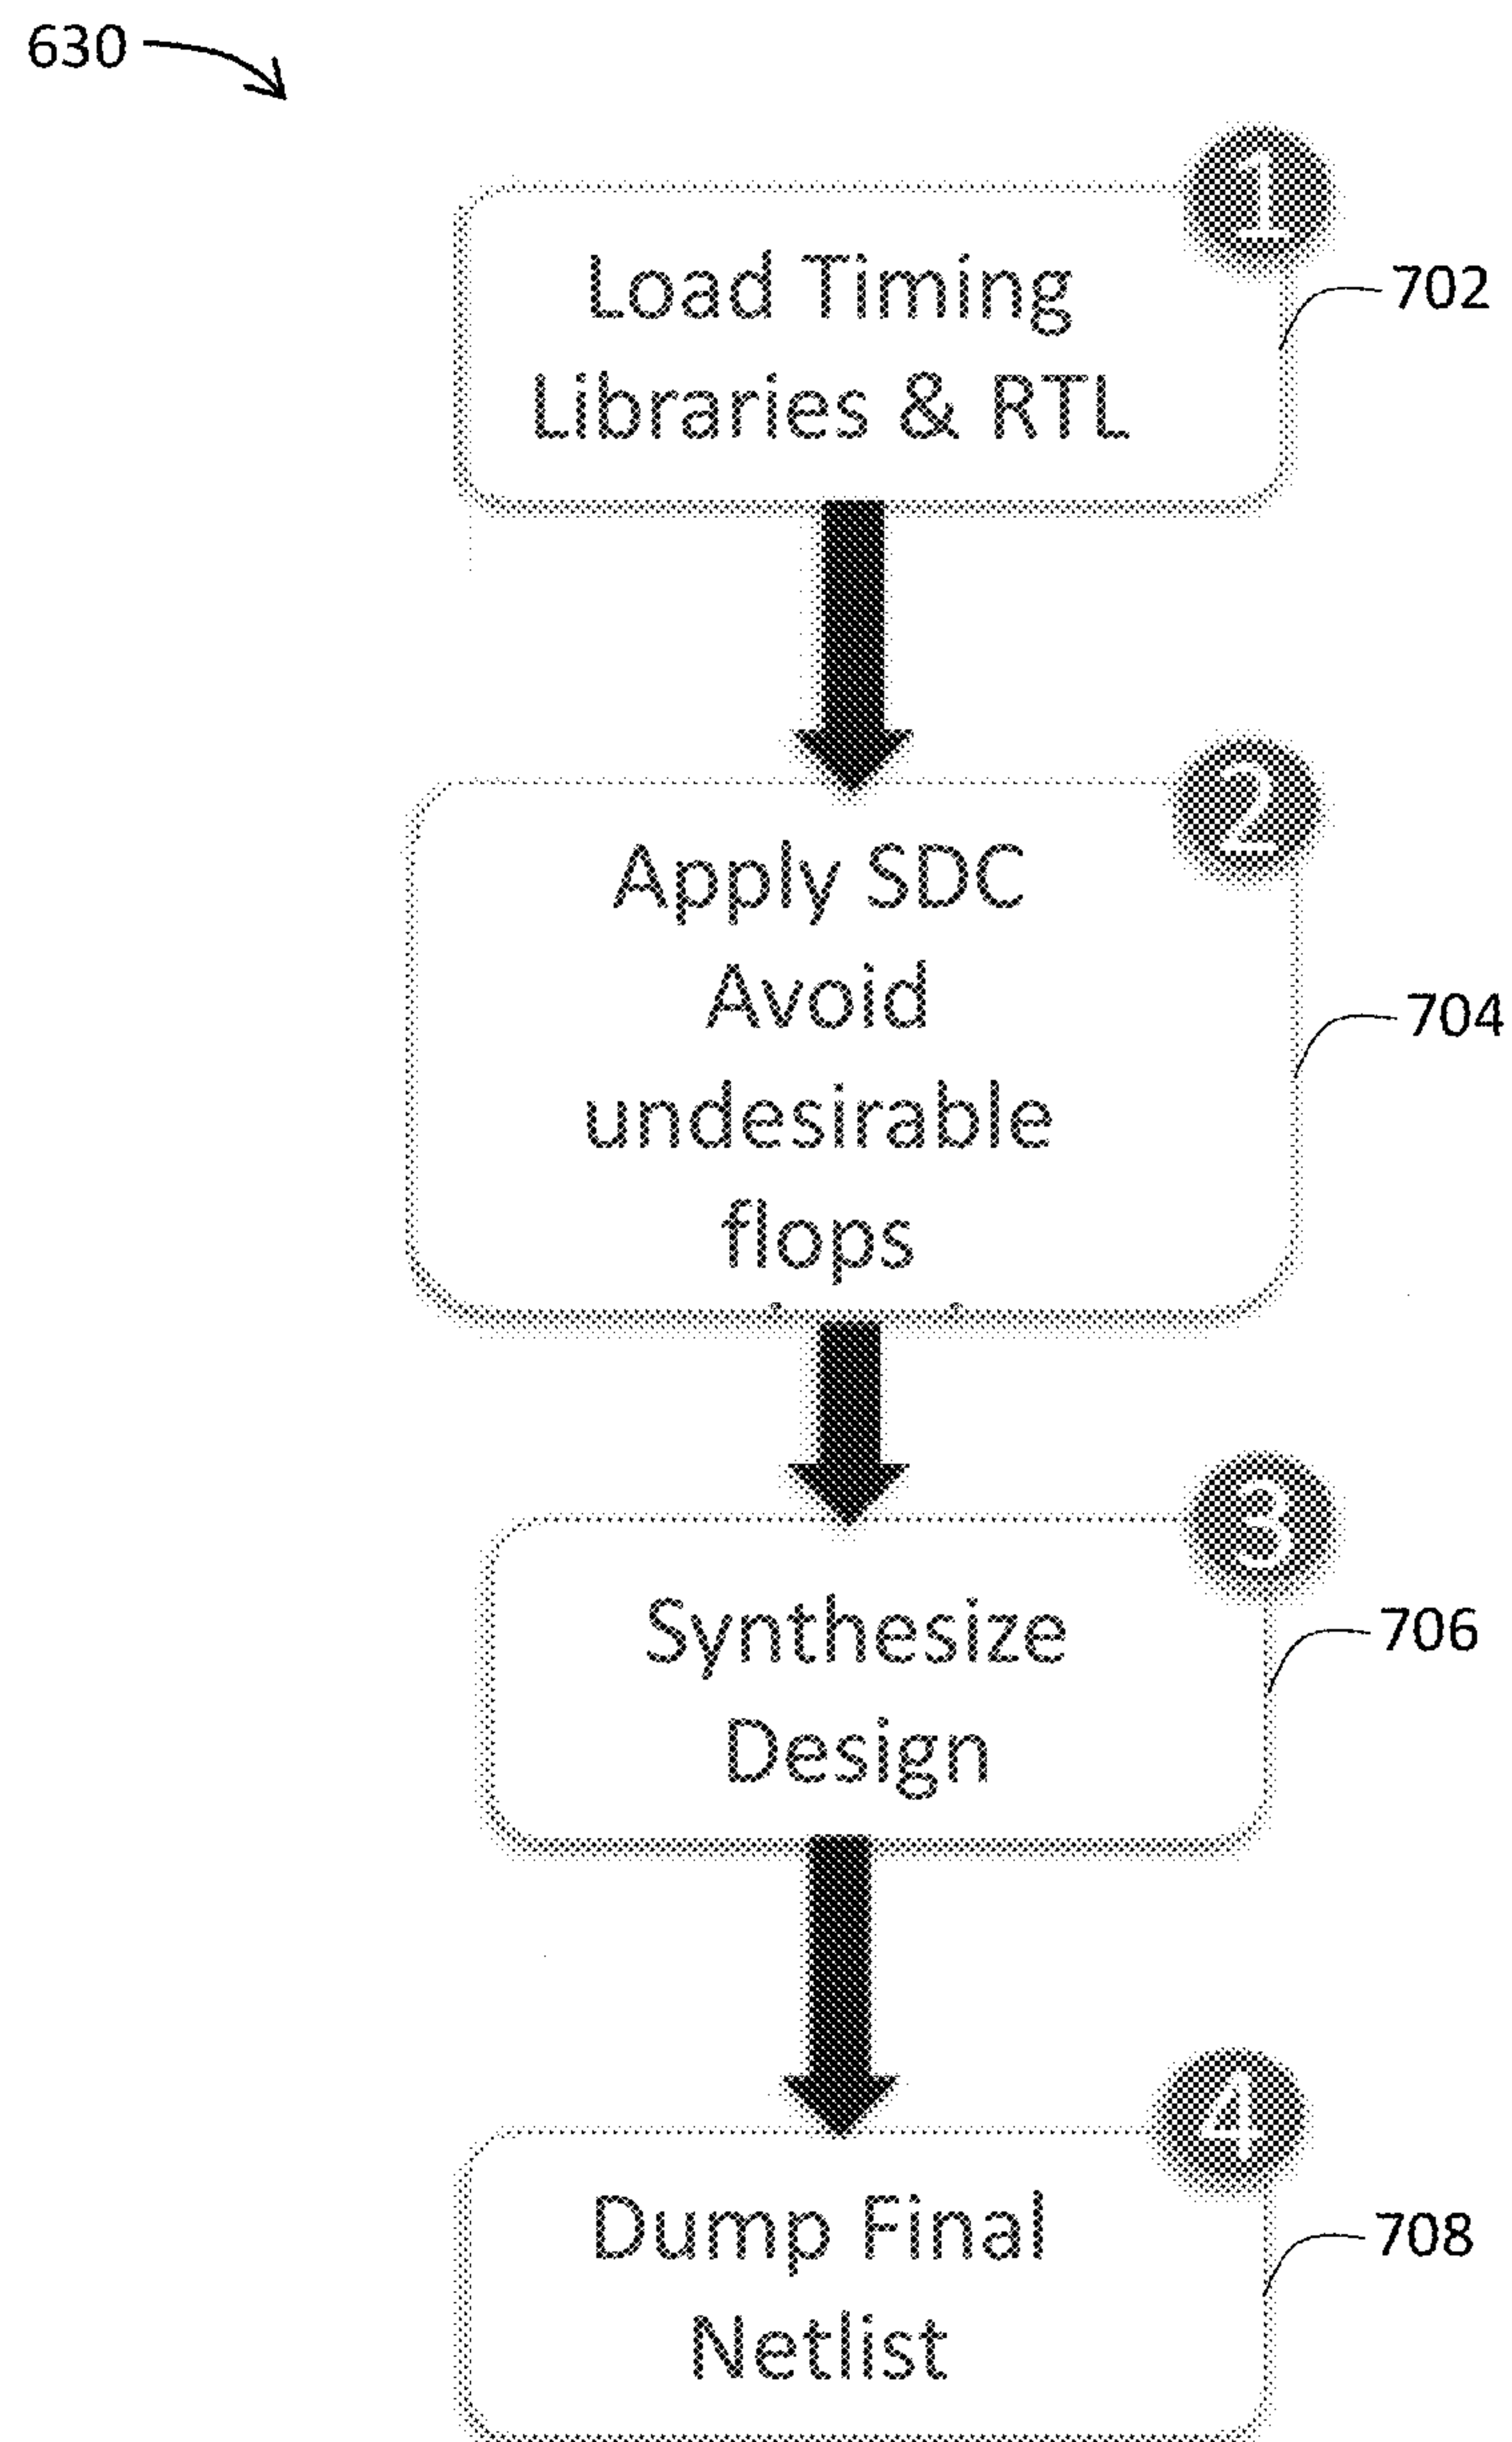 630
1
Load Timing
Libraries & RTL
702
2
Apply SDC
Avoid
undesirable
flops
704
3
Synthesize
Design
706
4
Dump Final
Netlist
708